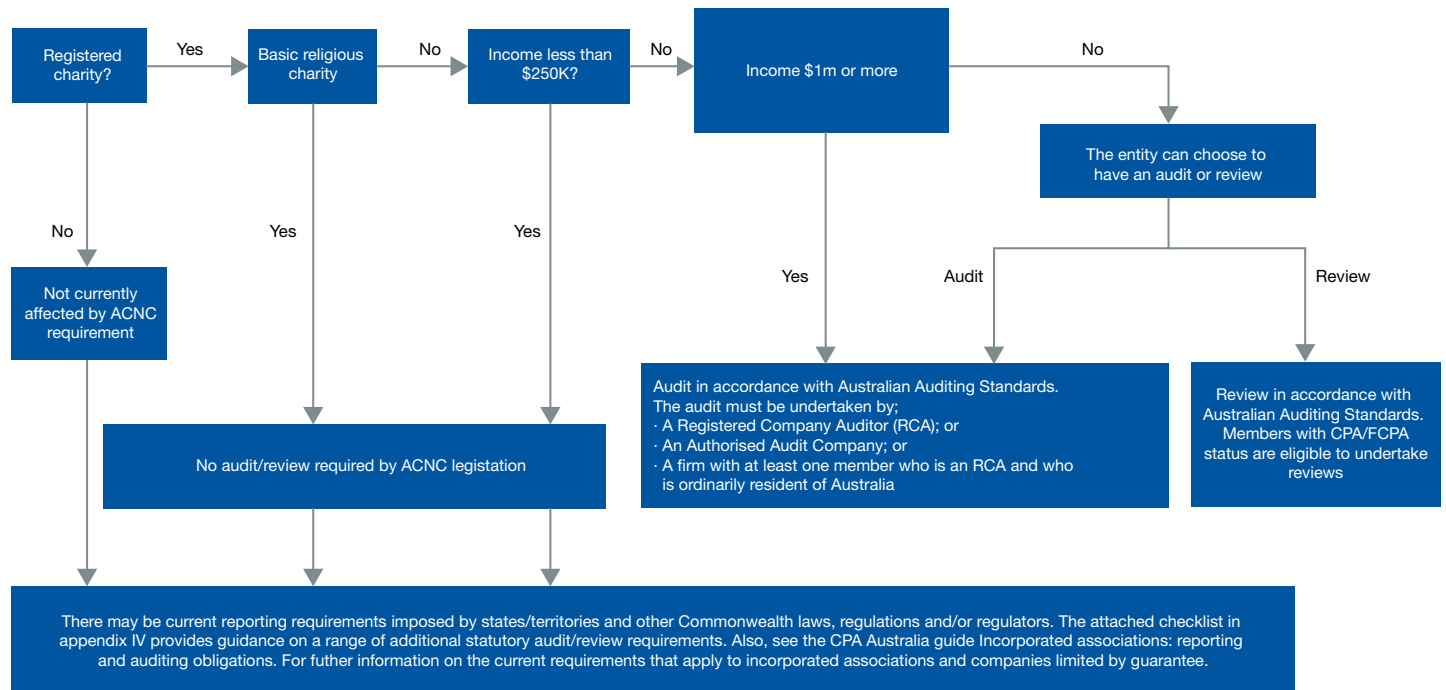 Registered
charity?
Yes
Basic religious
charity
No
Income less than
$250K?
No
Income $1m or more
No
The entity can choose to
have an audit or review
No
Yes
Yes
Yes
Audit
Review
Not currently
affected by ACNC
requirement
Audit in accordance with Australian Auditing Standards.
The audit must be undertaken by;
· A Registered Company Auditor (RCA); or
· An Authorised Audit Company; or
· A firm with at least one member who is an RCA and who
is ordinarily resident of Australia
Review in accordance with
Australian Auditing Standards.
Members with CPA/FCPA
status are eligible to undertake
reviews
No audit/review required by ACNC legistation
There may be current reporting requirements imposed by states/territories and other Commonwealth laws, regulations and/or regulators. The attached checklist in
appendix IV provides guidance on a range of additional statutory audit/review requirements. Also, see the CPA Australia guide Incorporated associations: reporting
and auditing obligations. For futher information on the current requirements that apply to incorporated associations and companies limited by guarantee.